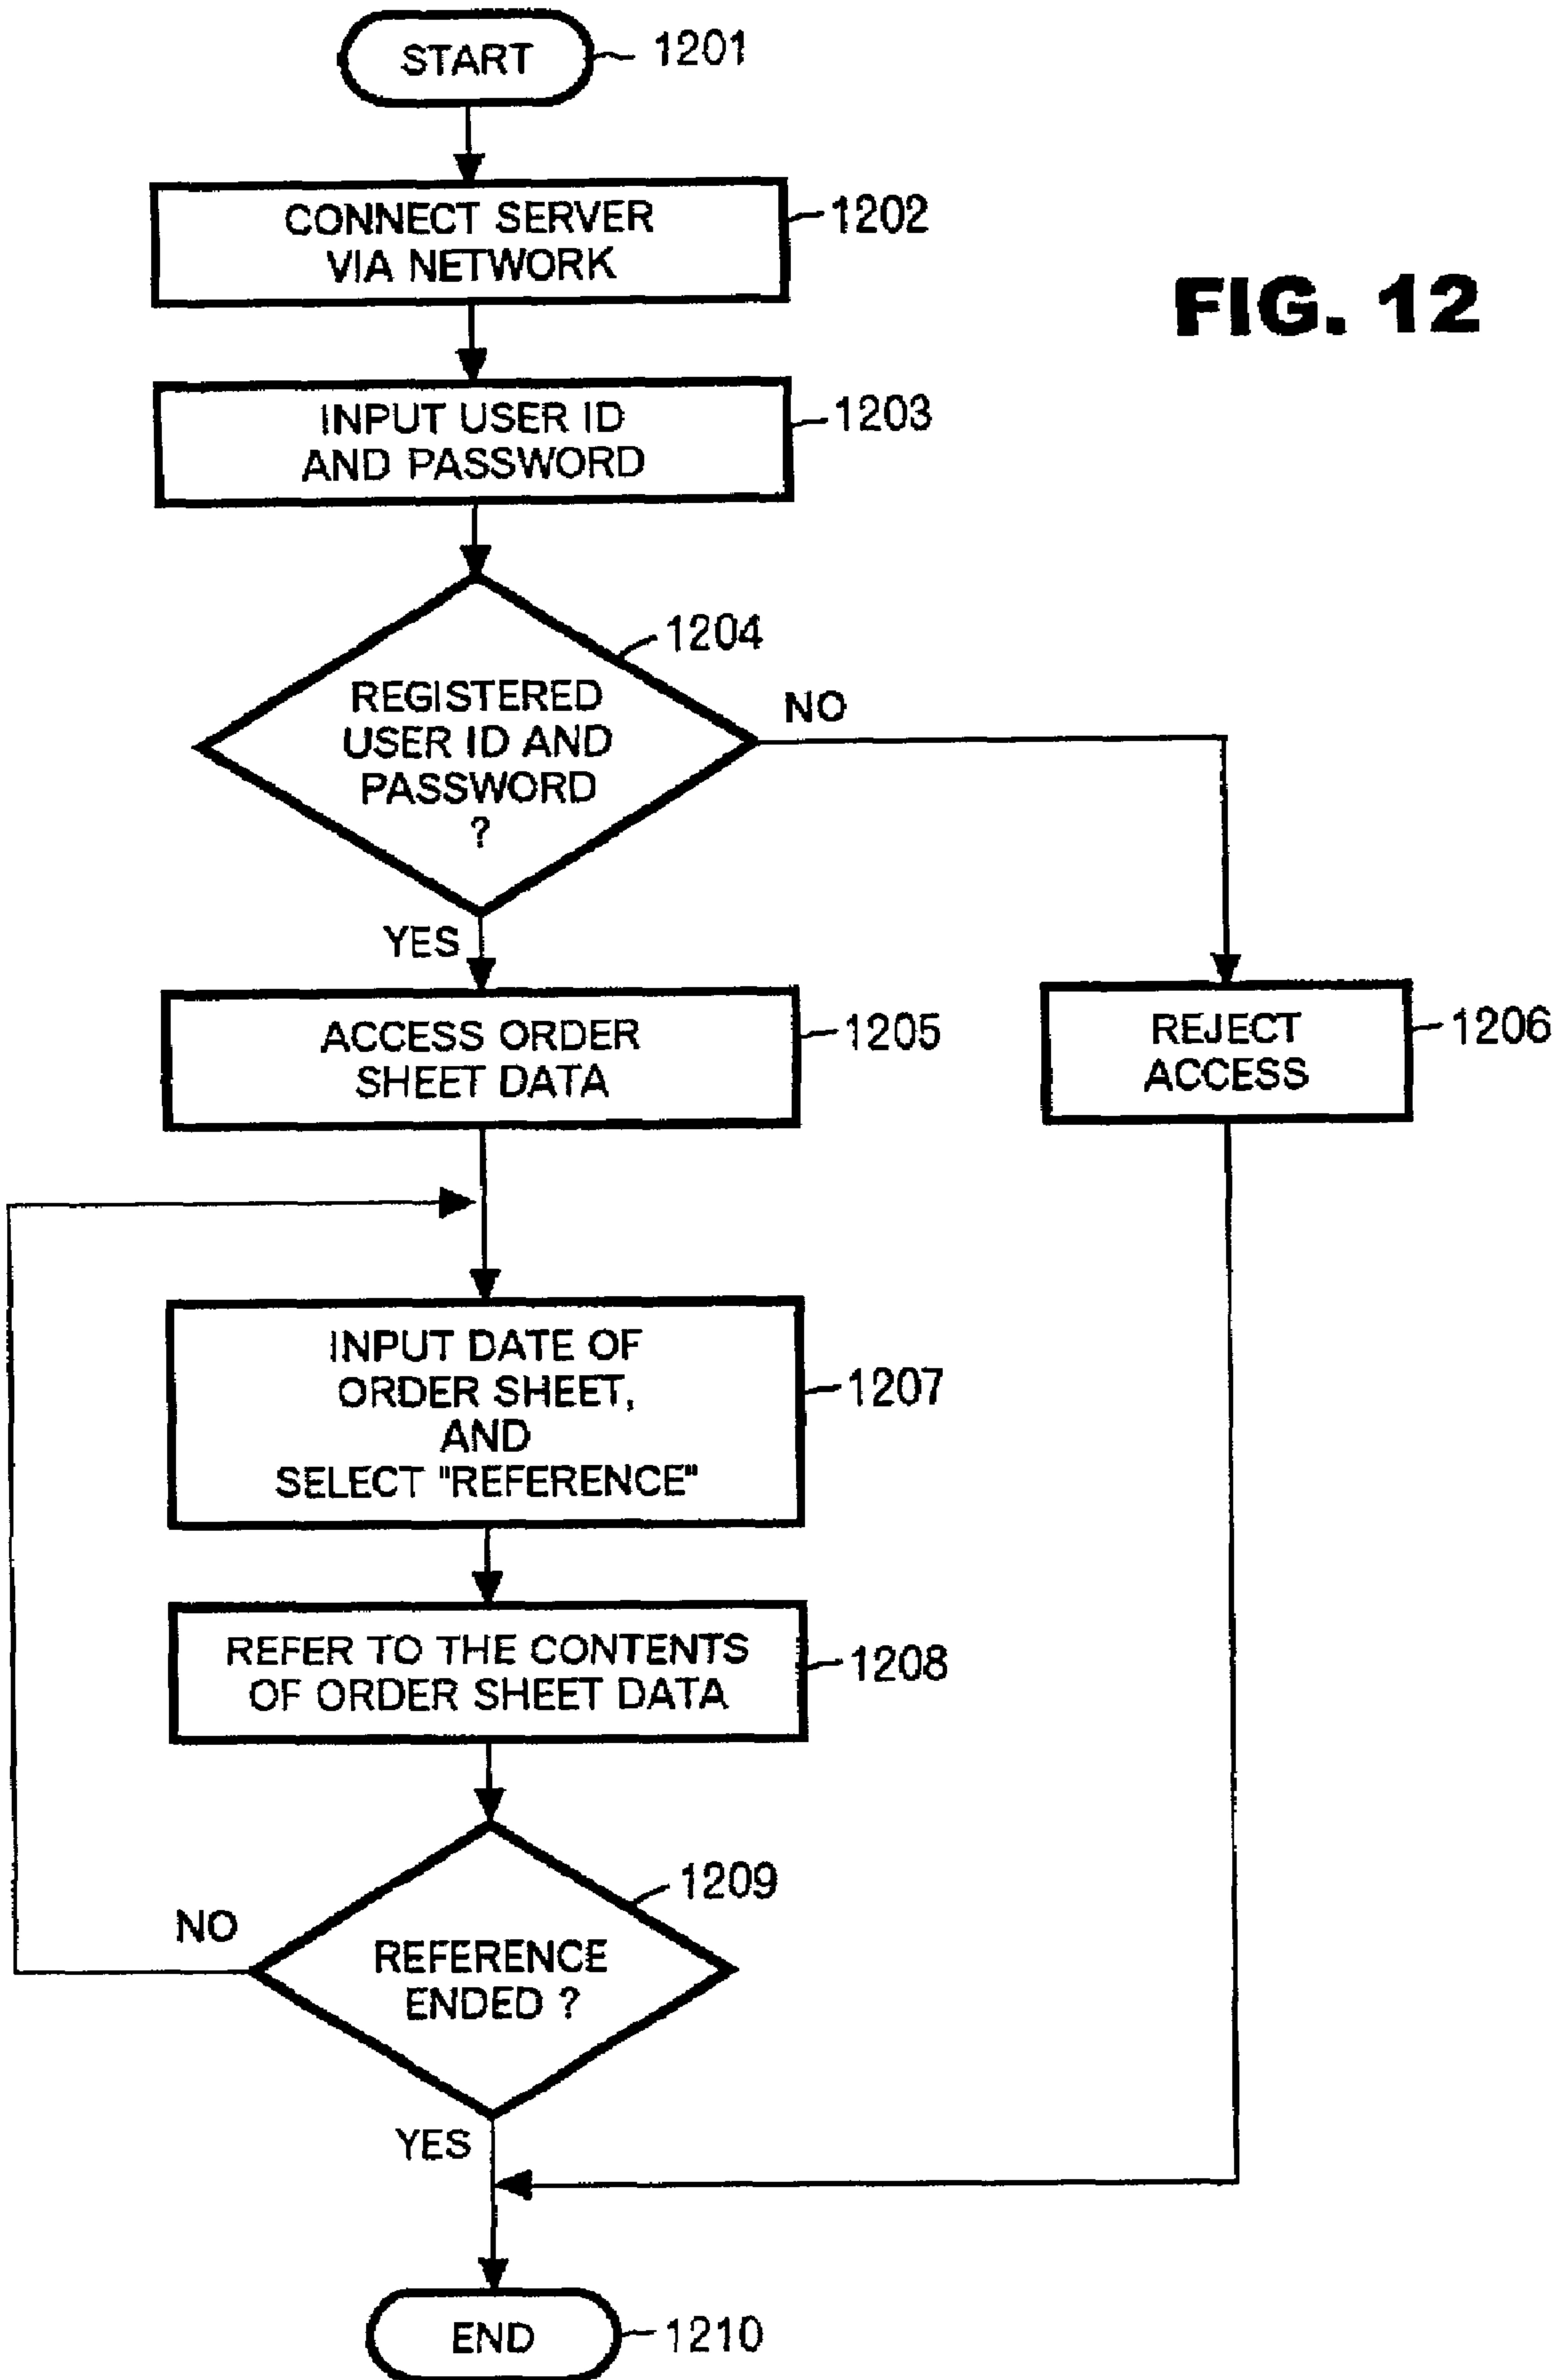 START
1201
CONNECT SERVER
VIA NETWORK
1202
FIG. 12
INPUT USER ID
AND PASSWORD
1203
1204
REGISTERED
USER ID AND
PASSWORD
?
NO
YES
ACCESS ORDER
SHEET DATA
1205
REJECT
ACCESS
1206
INPUT DATE OF
ORDER SHEET,
AND
SELECT "REFERENCE"
1207
REFER TO THE CONTENTS
OF ORDER SHEET DATA
1208
1209
REFERENCE
ENDED ?
NO
YES
END
1210